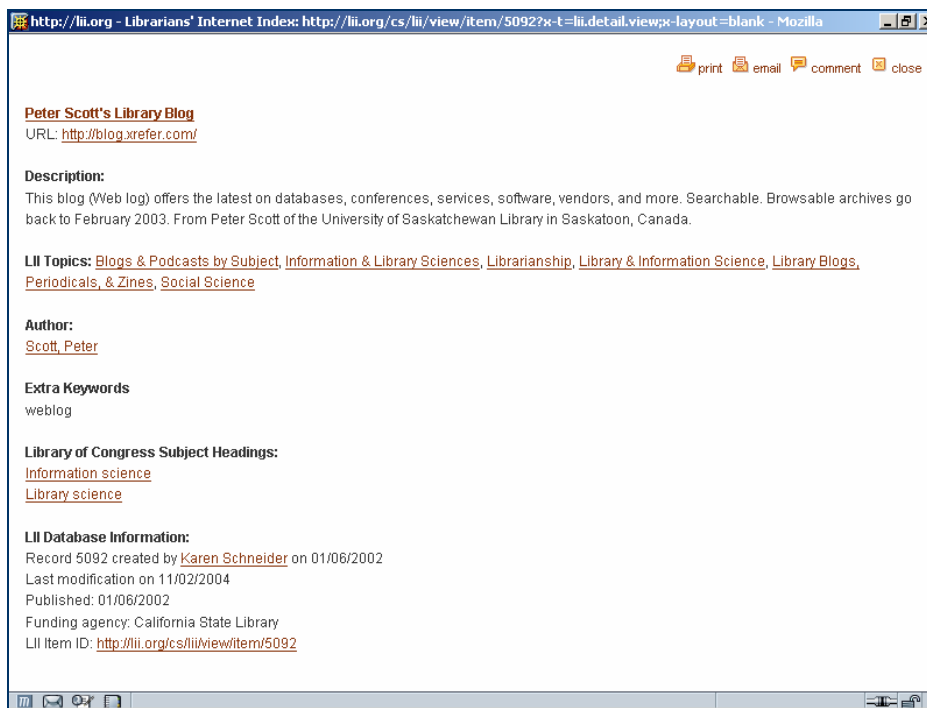 http://lii.org - Librarians' Internet Index: http://lii.org/cs/lii/view/item/5092?x-t=lii.detail.view;x-layout=blank - Mozilla
print email comment close
Peter Scott's Library Blog
URL: http://blog.xrefer.com/
Description:
This blog (Web log) offers the latest on databases, conferences, services, software, vendors, and more. Searchable. Browsable archives go
back to February 2003. From Peter Scott of the University of Saskatchewan Library in Saskatoon, Canada.
LII Topics: Blogs & Podcasts by Subject, Information & Library Sciences, Librarianship, Library & Information Science, Library Blogs,
Periodicals, & Zines, Social Science
Author:
Scott, Peter
Extra Keywords
weblog
Library of Congress Subject Headings:
Information science
Library science
LII Database Information:
Record 5092 created by Karen Schneider on 01/06/2002
Last modification on 11/02/2004
Published: 01/06/2002
Funding agency: California State Library
LII Item ID: http://lii.org/cs/lii/view/item/5092